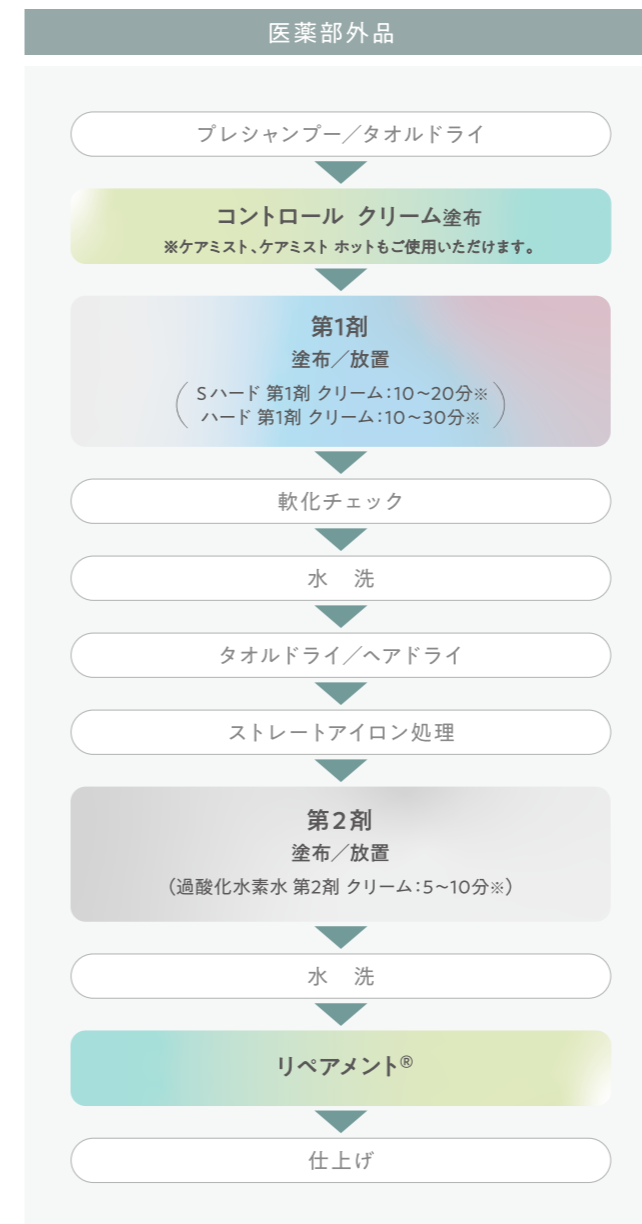 医薬部外品
プレシャンプー／タオルドライ
コントロール クリーム塗布
※ケアミスト、ケアミスト ホットもご使用いただけます。
第1剤
塗布／放置
Sハード 第1剤 クリーム：10～20分※
ハード 第1剤 クリーム：10～30分※
軟化チェック
水　洗
タオルドライ／ヘアドライ
ストレートアイロン処理
第2剤
塗布／放置
（過酸化水素水 第2剤 クリーム：5～10分※）
水　洗
リペアメント®
仕上げ